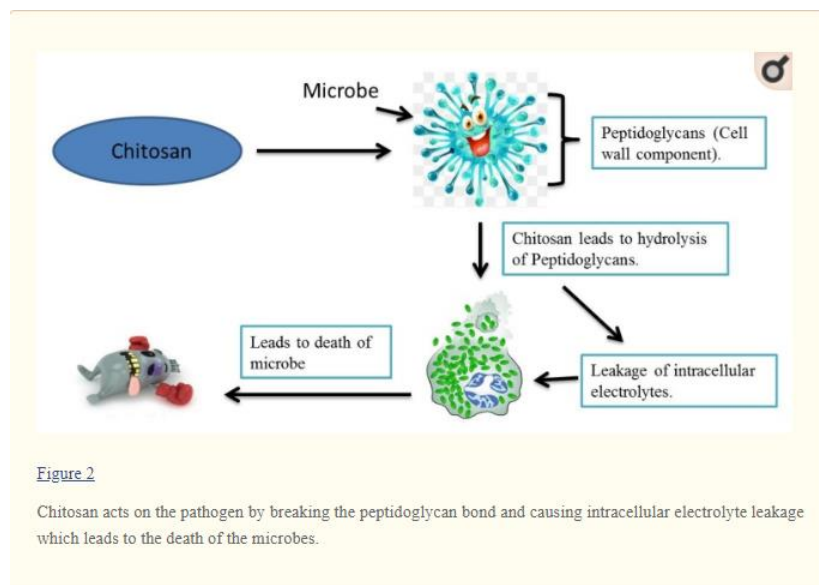 Microbe
Chitosan
Peptidoglycans (Cell
wall component).
Chitosan leads to hydrolysis
of Peptidoglycans.
Leads to death of
microbe
Leakage of intracellular
electrolytes.
Figure 2
Chitosan acts on the pathogen by breaking the peptidoglycan bond and causing intracellular electrolyte leakage
which leads to the death of the microbes.